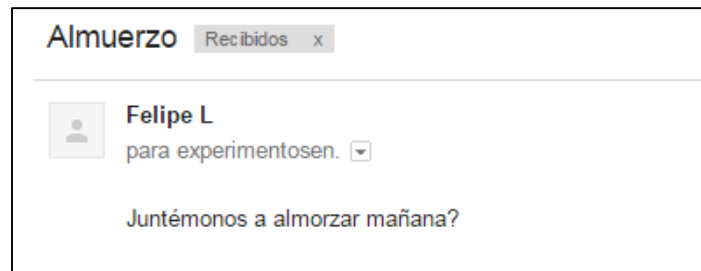 Almuerzo Recibidos x
Felipe L
para experimentosen.
Juntémonos a almorzar mañana?